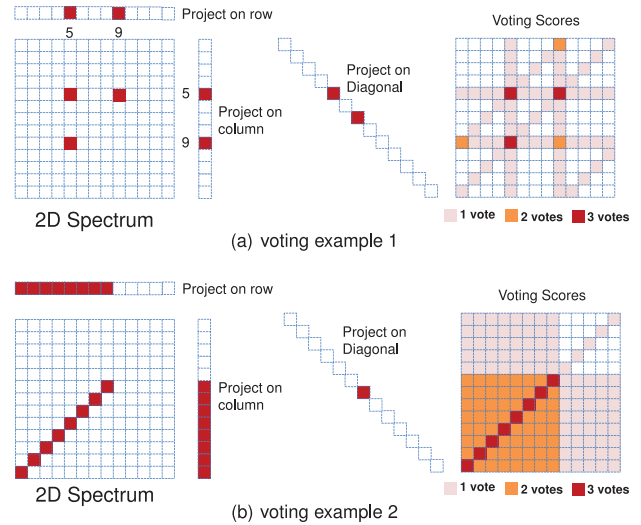 Project on row
5 9
Voting Scores
Project on
Diagonal
5
Project on
column
9
2D Spectrum
1 vote 2 votes 3 votes
(a) voting example 1
Project on row
Voting Scores
Project on
Diagonal
Project on
column
2D Spectrum
1 vote 2 votes 3 votes
(b) voting example 2